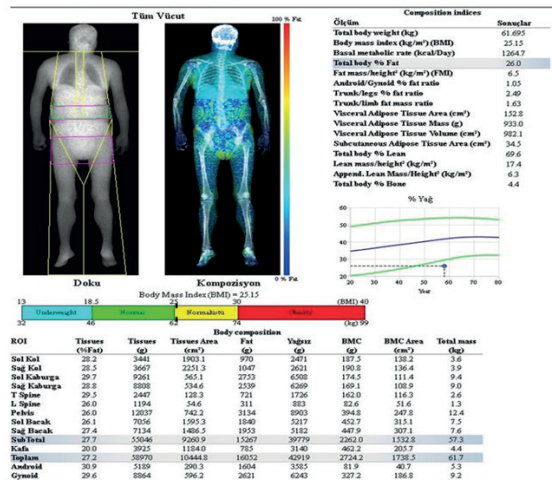 Tüm Vücut
% Fat
0 % Fat
Doku
Kompozisyon
Composition indices
Ölçüm Sonuçlar
Total body weight (kg) 61.695
Body mass index (kg/m²) (BMI) 25.15
Basal metabolic rate (kcal/Day) 1264.7
Total body % Fat 26.0
Fat mass/height² (kg/m²) (FMI) 6.5
Android/Gynoid % fat ratio 1.05
Trunk/legs % fat ratio 2.49
Trunk/limb fat mass ratio 1.63
Visceral Adipose Tissue Area (cm²) 152.8
Visceral Adipose Tissue Mass (g) 933.0
Visceral Adipose Tissue Volume (cm³) 982.1
Subcutaneous Adipose Tissue Area (cm²) 34.5
Total body % Lean 69.6
Lean mass/height² (kg/m²) 17.4
Append. Lean Mass/Height² (kg/m²) 6.3
Total body % Bone 4.4
% Yağ
60
50
40
30
20
20 30 40 50 60 70 80
Body Mass Index (BMI) = 25.15
13 18.5 25 30 (BMI) 40
Underweight Normal Normalüstü Obesity
32 46 62 74 (kg) 99
Body composition
ROI Tissues (%Fat) Tissues (g) Tissues Area (cm²) Fat (g) Yağsız (g) BMC (g) BMC Area (cm²) Total mass (kg)
Sol Kol 28.2 3441 1903.1 970 2471 187.5 138.2 3.6
Sağ Kol 28.5 3667 2251.3 1047 2621 190.8 136.4 3.9
Sol Kaburga 29.7 9261 565.1 2753 6508 174.5 111.4 9.4
Sağ Kaburga 28.8 8808 534.6 2539 6269 169.1 108.9 9.0
T Spine 29.5 2447 128.3 721 1726 162.0 116.3 2.6
L Spine 26.0 1194 54.6 311 883 82.6 51.6 1.3
Pelvis 26.0 12037 742.2 3134 8903 394.8 247.8 12.4
Sol Bacak 26.1 7056 1595.3 1840 5217 452.7 315.1 7.5
Sağ Bacak 27.4 7134 1486.5 1953 5182 447.9 307.1 7.6
SubTotal 27.7 55046 9260.9 15267 39779 2262.0 1532.8 57.3
Kafa 20.0 3925 1184.0 785 3140 462.2 205.7 4.4
Toplam 27.2 58970 10444.8 16052 42919 2724.2 1738.5 61.7
Android 30.9 5189 290.3 1604 3585 81.9 40.7 5.3
Gynoid 29.6 8864 596.2 2621 6243 327.2 186.8 9.2